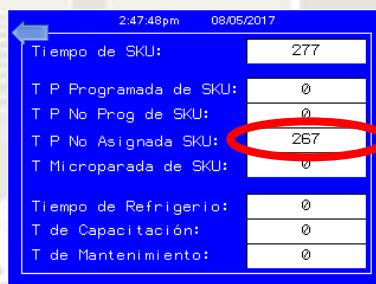 2:47:48pm 08/05/2017
Tiempo de SKU: 277
T P Programada de SKU: 0
T P No Prog de SKU: 0
T P No Asignada SKU: 267
T Microparada de SKU: 0
Tiempo de Refrigerio: 0
T de Capacitación: 0
T de Mantenimiento: 0